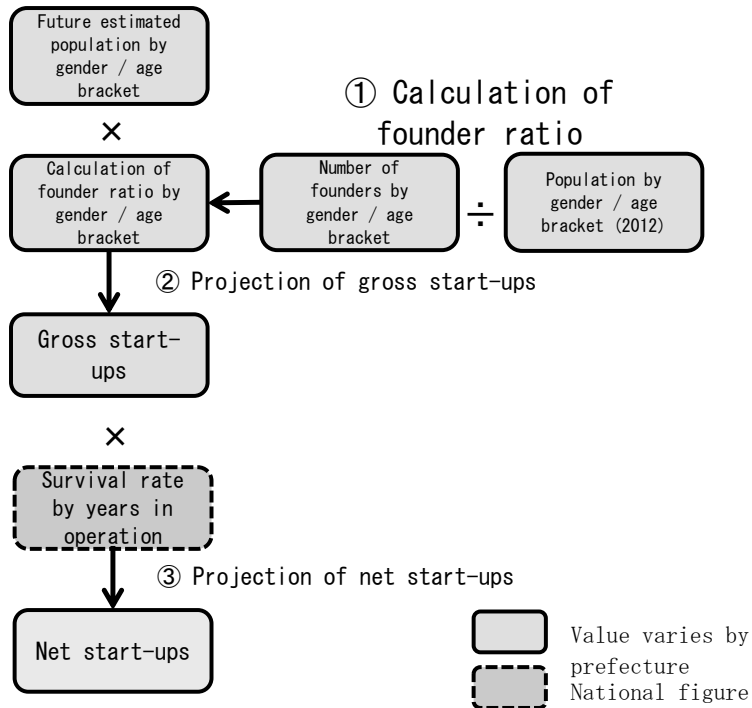 Future estimated
population by
gender / age
bracket
① Calculation of
founder ratio
×
Calculation of
founder ratio by
gender / age
bracket
Number of
founders by
gender / age
bracket
÷
Population by
gender / age
bracket (2012)
② Projection of gross start-ups
Gross start-
ups
×
Survival rate
by years in
operation
③ Projection of net start-ups
Net start-ups
Value varies by
prefecture
National figure